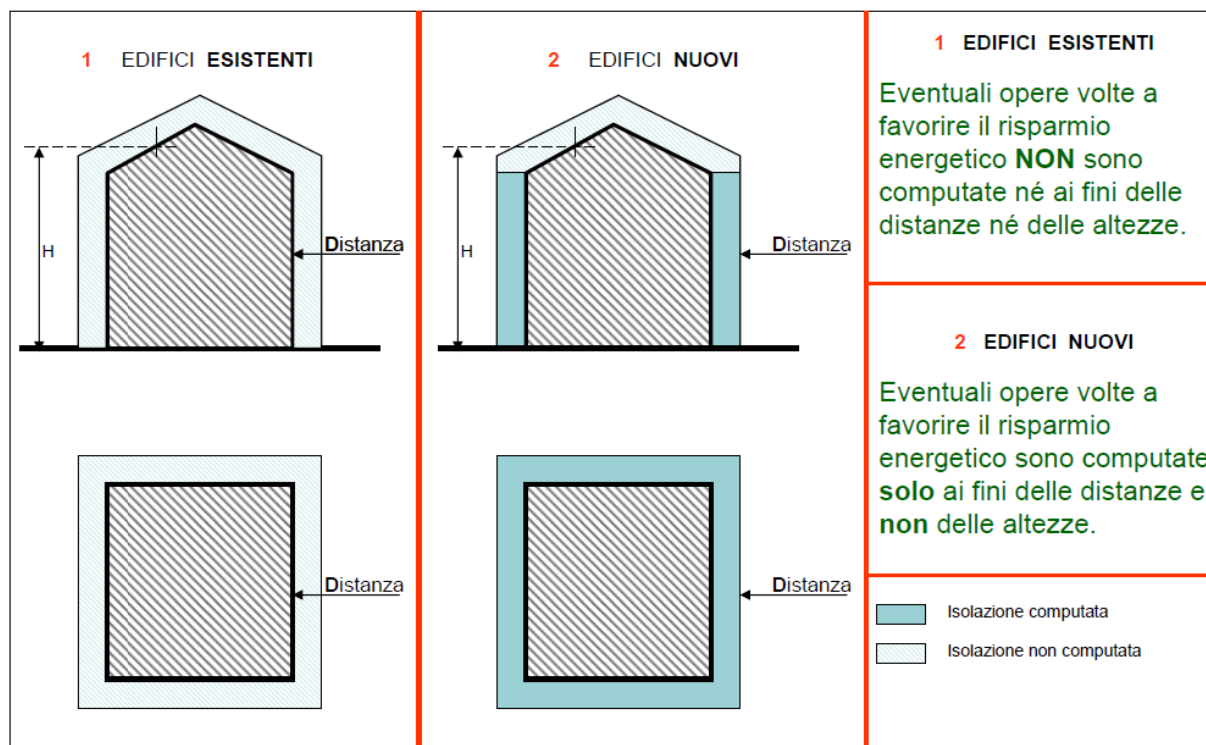 1 EDIFICI ESISTENTI
H
Distanza
Distanza
2 EDIFICI NUOVI
H
Distanza
Distanza
1 EDIFICI ESISTENTI
Eventuali opere volte a
favorire il risparmio
energetico NON sono
computate né ai fini delle
distanze né delle altezze.
2 EDIFICI NUOVI
Eventuali opere volte a
favorire il risparmio
energetico sono computate
solo ai fini delle distanze e
non delle altezze.
Isolazione computata
Isolazione non computata